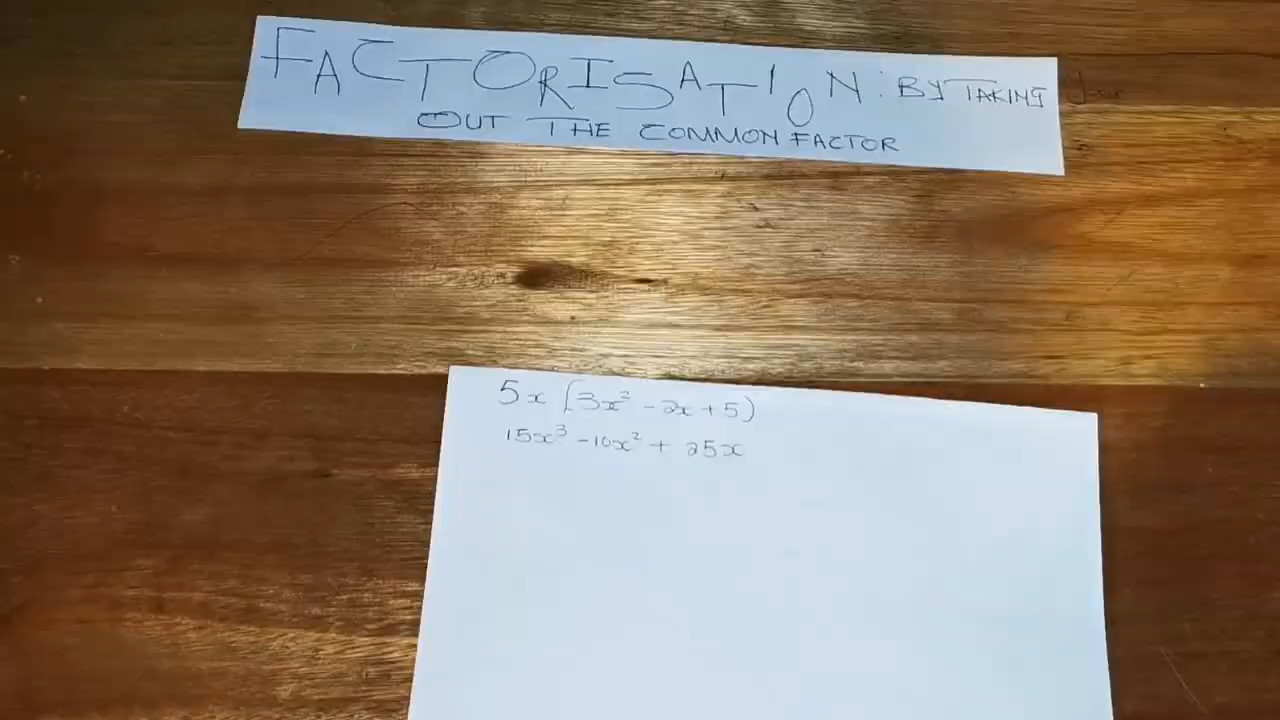 FACTORISATION: BY TAKING
OUT THE COMMON FACTOR
5x (3x² - 2x + 5)
15x³ - 10x² + 25x